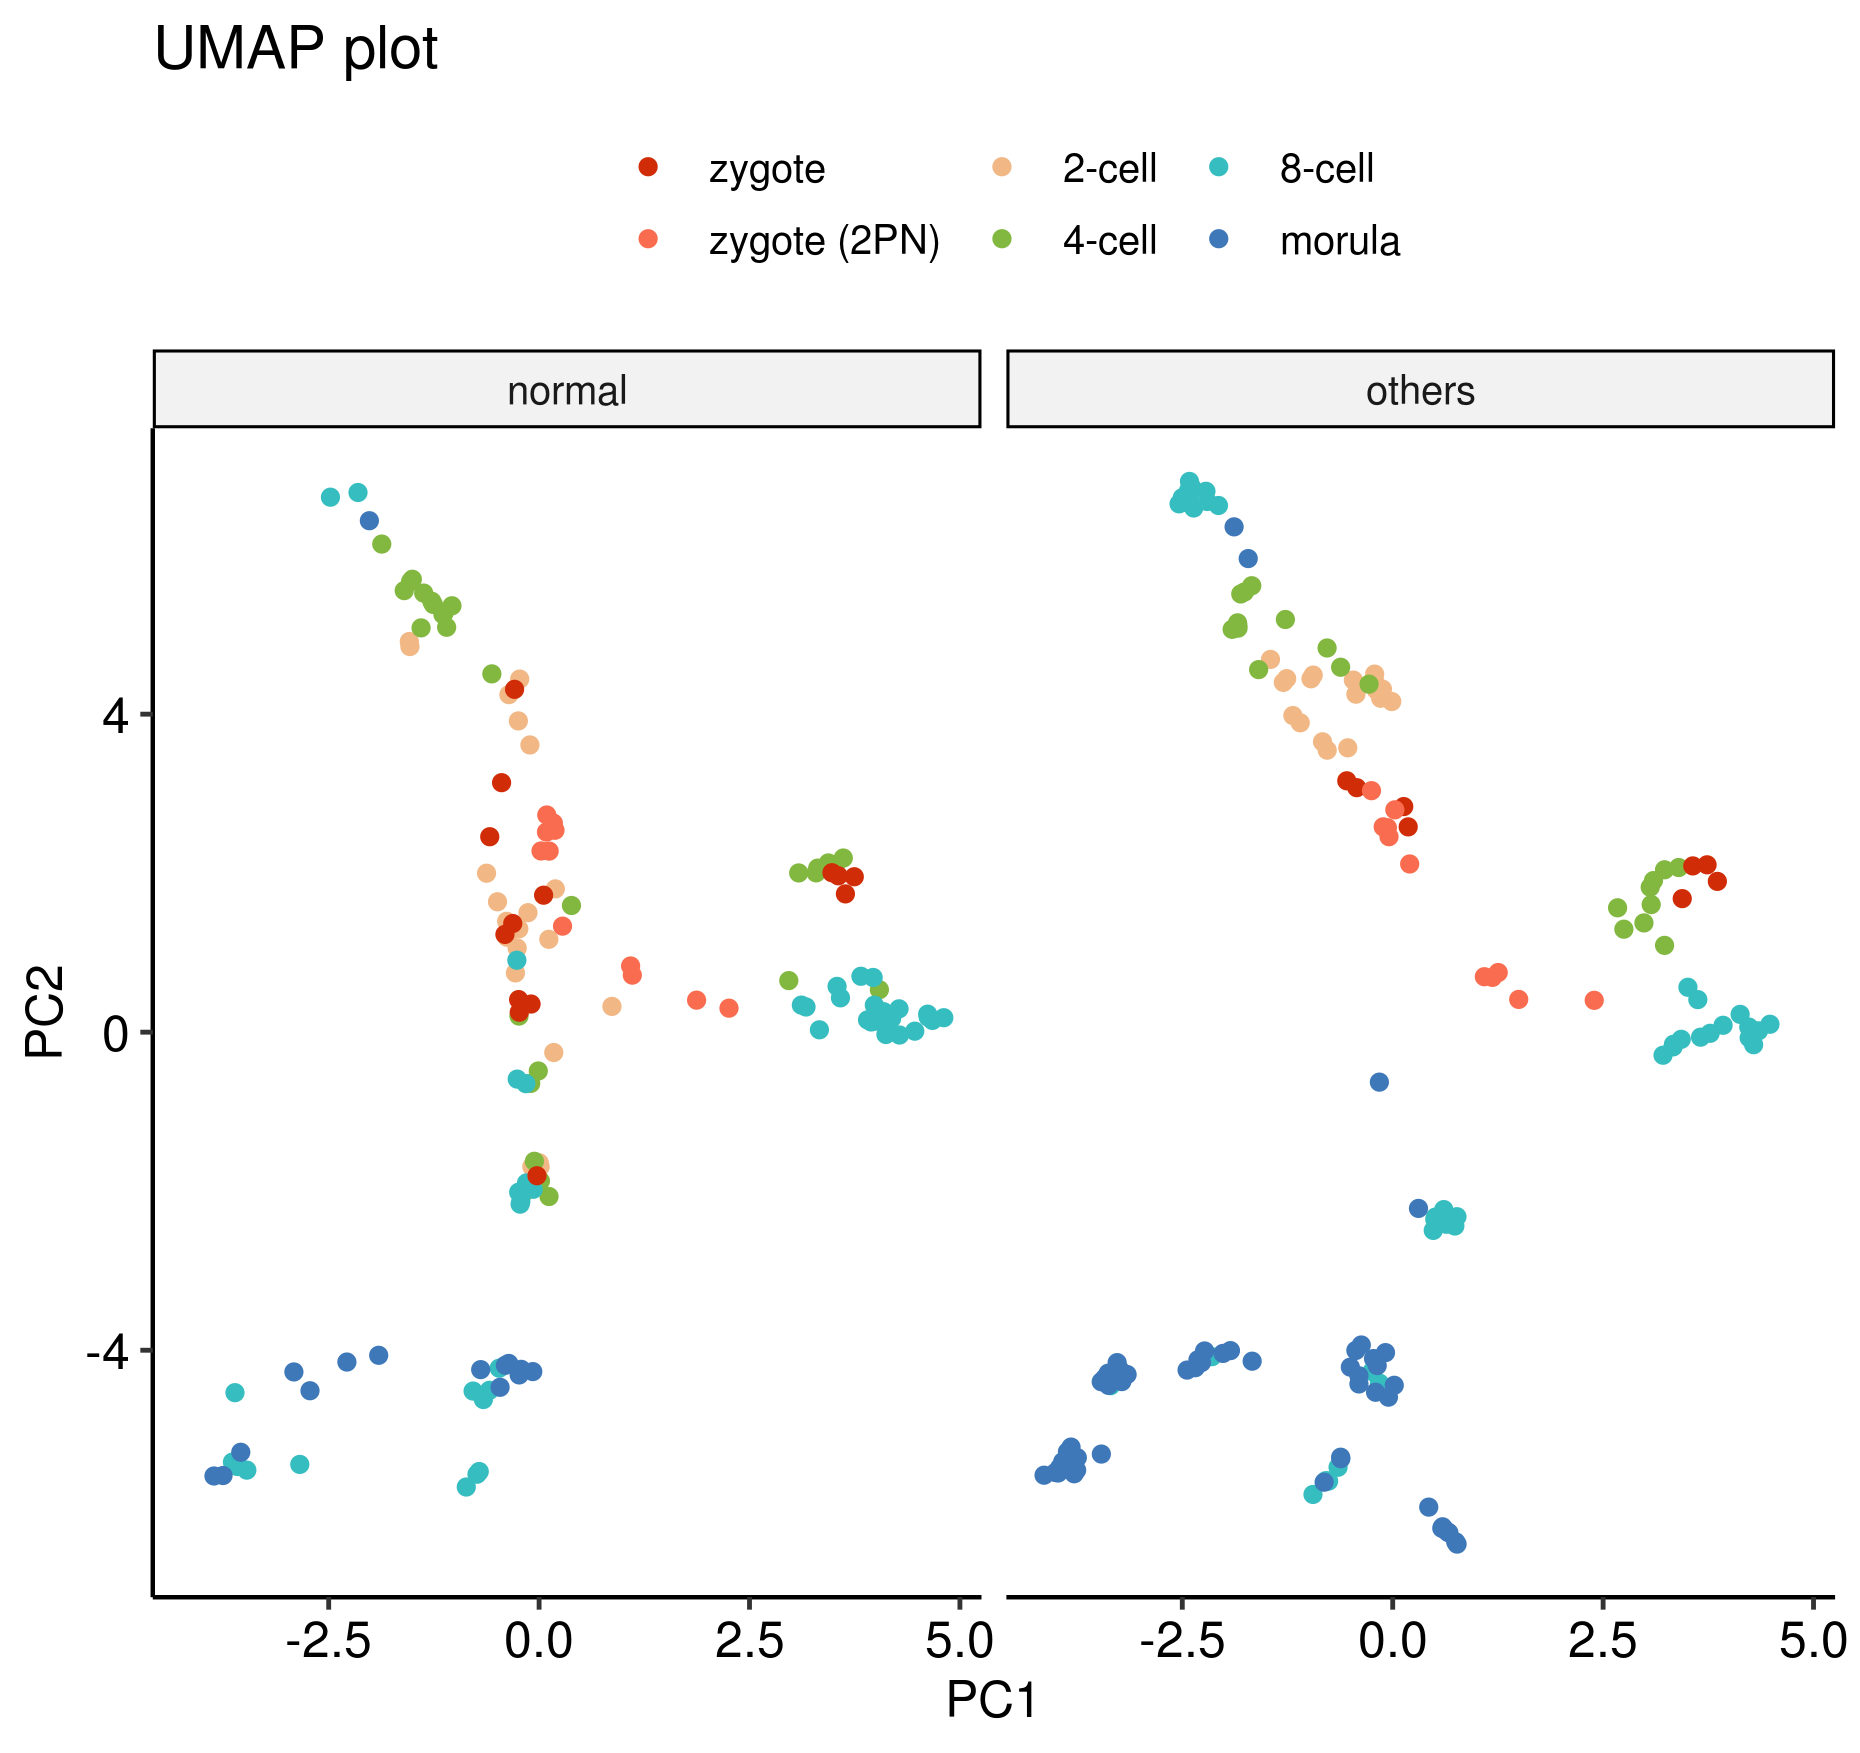 UMAP plot
zygote 2-cell 8-cell
zygote (2PN) 4-cell morula
normal others
4
0
-4
PC2
-2.5 0.0 2.5 5.0 -2.5 0.0 2.5 5.0
PC1